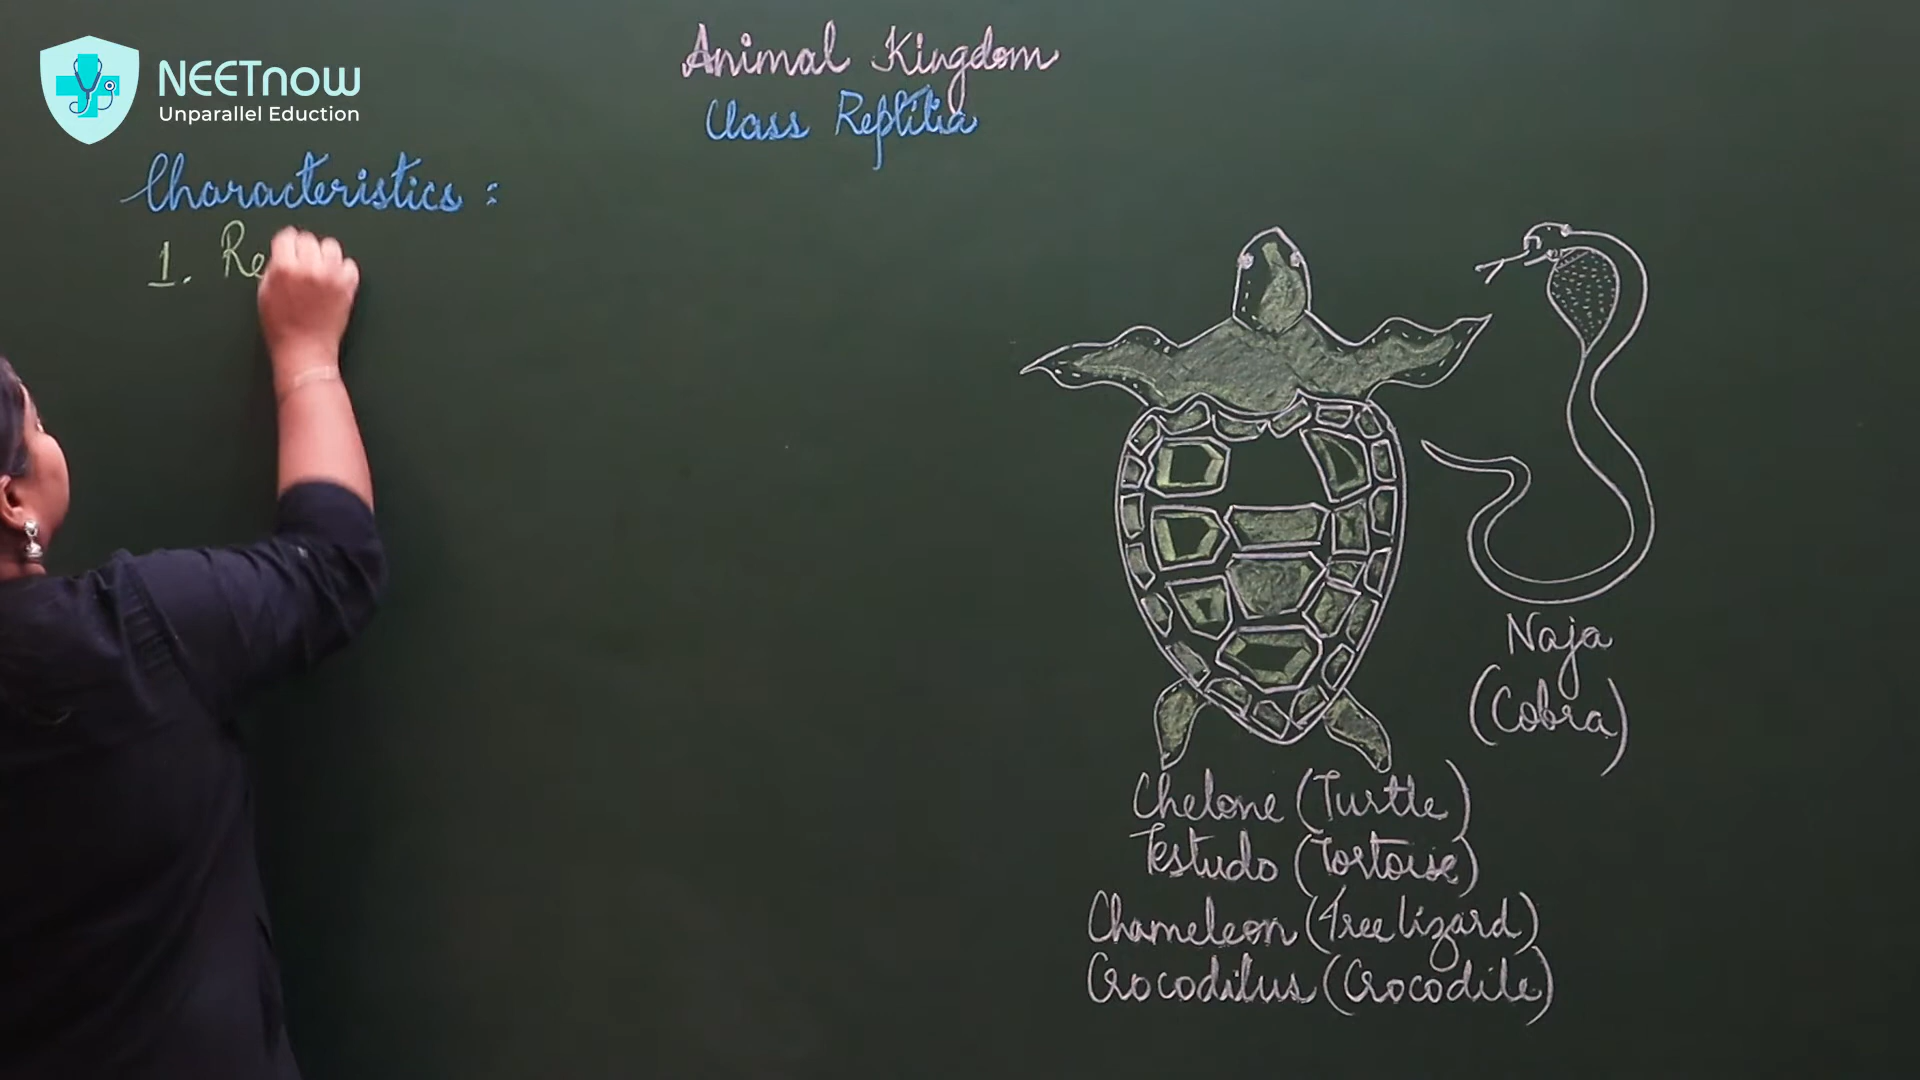 NEETnow
Unparallel Eduction
Animal Kingdom
Class Reptilia
Characteristics :
1. Re
Naja
(Cobra)
Chelone (Turtle)
Testudo (Tortoise)
Chameleon (Tree lizard)
Crocodilus (Crocodile)